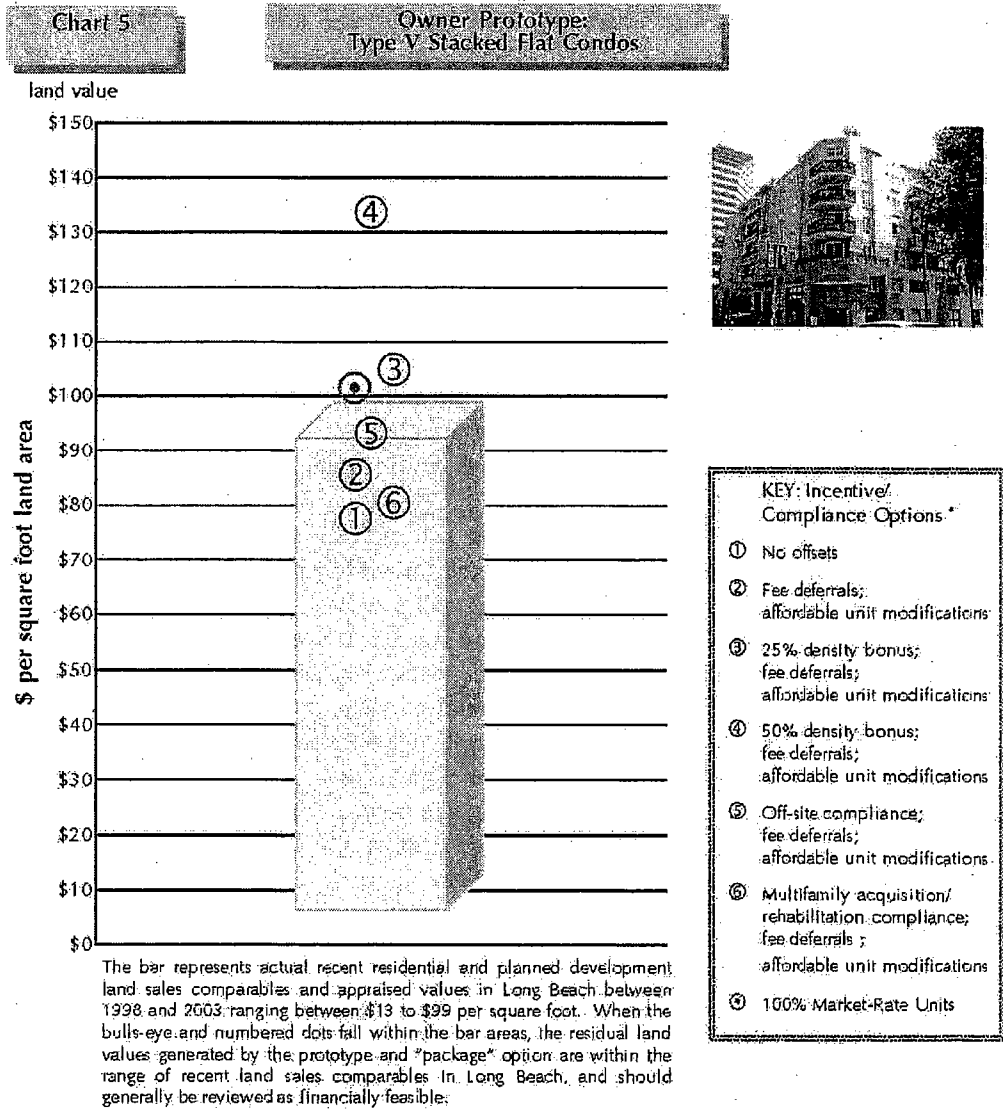 Chart 5
Owner Prototype:
Type V Stacked Flat Condos
land value
$150
$140
$130
$120
$110
$100
$90
$80
$70
$60
$50
$40
$30
$20
$10
$0
$ per square foot land area
④
③
⑤
②
⑥
①
KEY: Incentive/
Compliance Options *
① No offsets
② Fee deferrals;
affordable unit modifications
③ 25% density bonus;
fee deferrals;
affordable unit modifications
④ 50% density bonus;
fee deferrals;
affordable unit modifications
⑤ Off-site compliance;
fee deferrals;
affordable unit modifications
⑥ Multifamily acquisition/
rehabilitation compliance;
fee deferrals ;
affordable unit modifications
☉ 100% Market-Rate Units
The bar represents actual recent residential and planned development
land sales comparables and appraised values in Long Beach between
1998 and 2003 ranging between $13 to $99 per square foot. When the
bulls-eye and numbered dots fall within the bar areas, the residual land
values generated by the prototype and "package" option are within the
range of recent land sales comparables in Long Beach, and should
generally be reviewed as financially feasible.